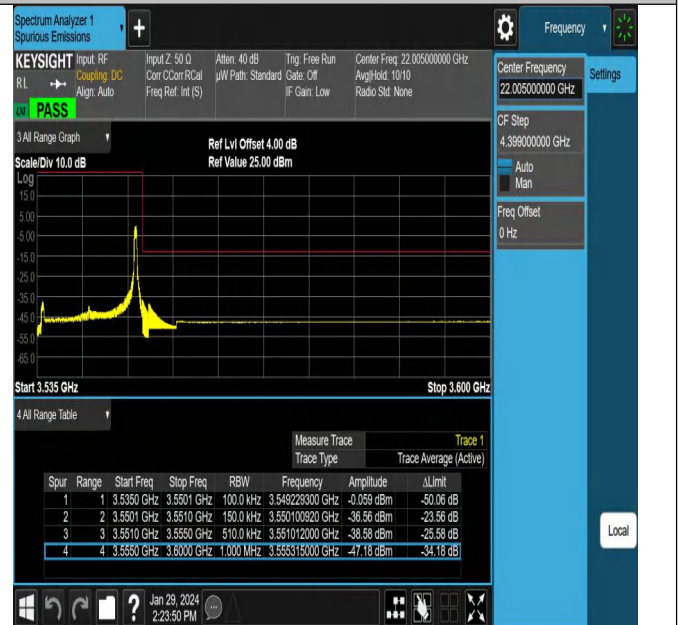 Spectrum Analyzer 1
Spurious Emissions
Frequency
KEYSIGHT
RL
Input: RF
Coupling: DC
Align: Auto
Input Z: 50 Ω
Corr CCorr RCal
Freq Ref: Int (S)
Atten: 40 dB
µW Path: Standard
Trig: Free Run
Gate: Off
IF Gain: Low
Center Freq: 22.005000000 GHz
Avg|Hold: 10/10
Radio Std: None
LNI PASS
3 All Range Graph
Scale/Div 10.0 dB
Ref Lvl Offset 4.00 dB
Ref Value 25.00 dBm
Log
15.0
5.00
-5.00
-15.0
-25.0
-35.0
-45.0
-55.0
-65.0
Start 3.535 GHz
Stop 3.600 GHz
4 All Range Table
Measure Trace Trace 1
Trace Type Trace Average (Active)
Spur Range Start Freq Stop Freq RBW Frequency Amplitude ΔLimit
1 1 3.5350 GHz 3.5501 GHz 100.0 kHz 3.549229300 GHz -0.059 dBm -50.06 dB
2 2 3.5501 GHz 3.5510 GHz 150.0 kHz 3.550100920 GHz -36.56 dBm -23.56 dB
3 3 3.5510 GHz 3.5550 GHz 510.0 kHz 3.551012000 GHz -38.58 dBm -25.58 dB
4 4 3.5550 GHz 3.6000 GHz 1.000 MHz 3.555315000 GHz -47.18 dBm -34.18 dB
Center Frequency
22.005000000 GHz
Settings
CF Step
4.399000000 GHz
Auto
Man
Freq Offset
0 Hz
Local
?
Jan 29, 2024
2:23:50 PM